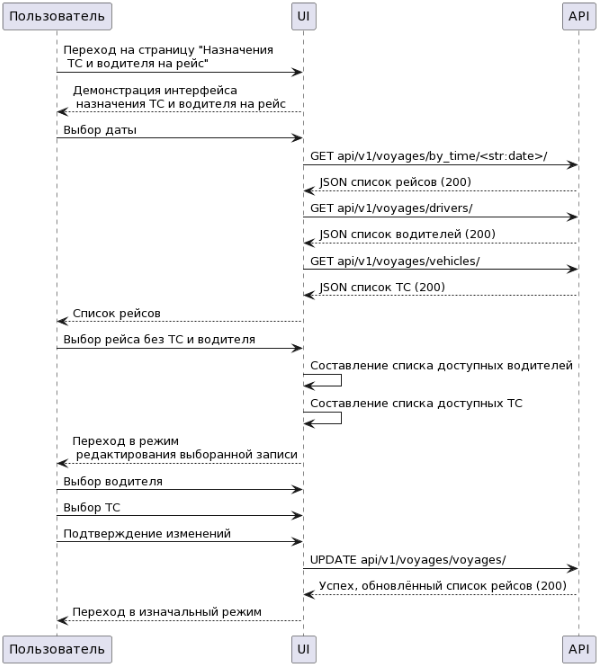 Пользователь
UI
API
Переход на страницу "Назначения
ТС и водителя на рейс"
Демонстрация интерфейса
назначения ТС и водителя на рейс
Выбор даты
GET api/v1/voyages/by_time/<str:date>/
JSON список рейсов (200)
GET api/v1/voyages/drivers/
JSON список водителей (200)
GET api/v1/voyages/vehicles/
JSON список ТС (200)
Список рейсов
Выбор рейса без ТС и водителя
Составление списка доступных водителей
Составление списка доступных ТС
Переход в режим
редактирования выборанной записи
Выбор водителя
Выбор ТС
Подтверждение изменений
UPDATE api/v1/voyages/voyages/
Успех, обновлённый список рейсов (200)
Переход в изначальный режим
Пользователь
UI
API